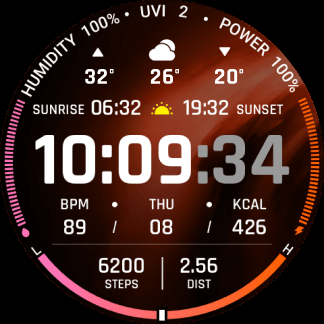 HUMIDITY 100% • UVI 2 • POWER 100%
32° 26° 20°
SUNRISE 06:32 19:32 SUNSET
10:09:34
BPM • THU • KCAL
89 / 08 / 426
L H
6200 2.56
STEPS DIST